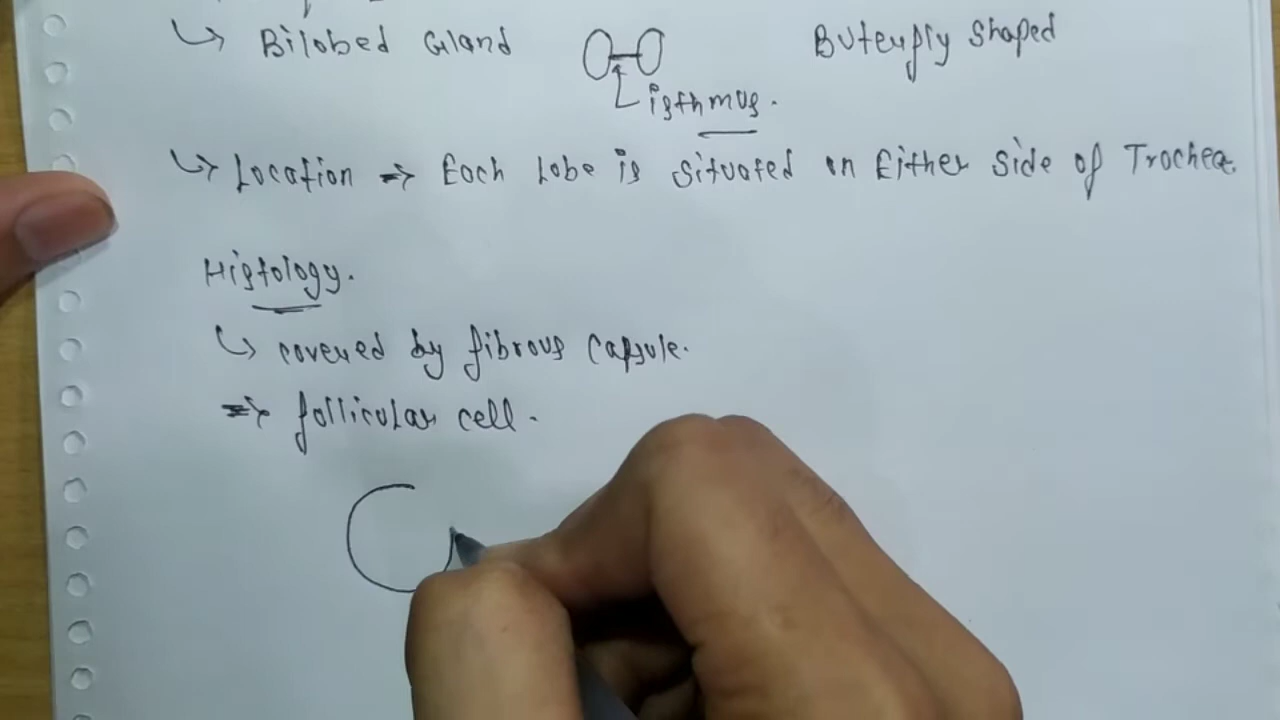 ↳ Bilobed Gland Buterfly Shaped
isthmus.
↳ Location ⇒ Each Lobe is Situated on Either Side of Trachea.
Histology.
↳ covered by fibrous capsule.
⇒ follicular cell.